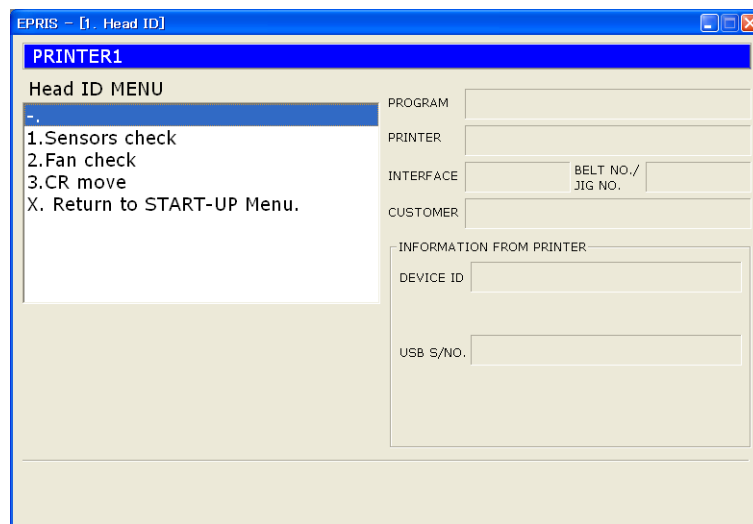 EPRIS - [1. Head ID]
PRINTER1
Head ID MENU
-.
1.Sensors check
2.Fan check
3.CR move
X. Return to START-UP Menu.
PROGRAM
PRINTER
INTERFACE
BELT NO./
JIG NO.
CUSTOMER
INFORMATION FROM PRINTER
DEVICE ID
USB S/NO.